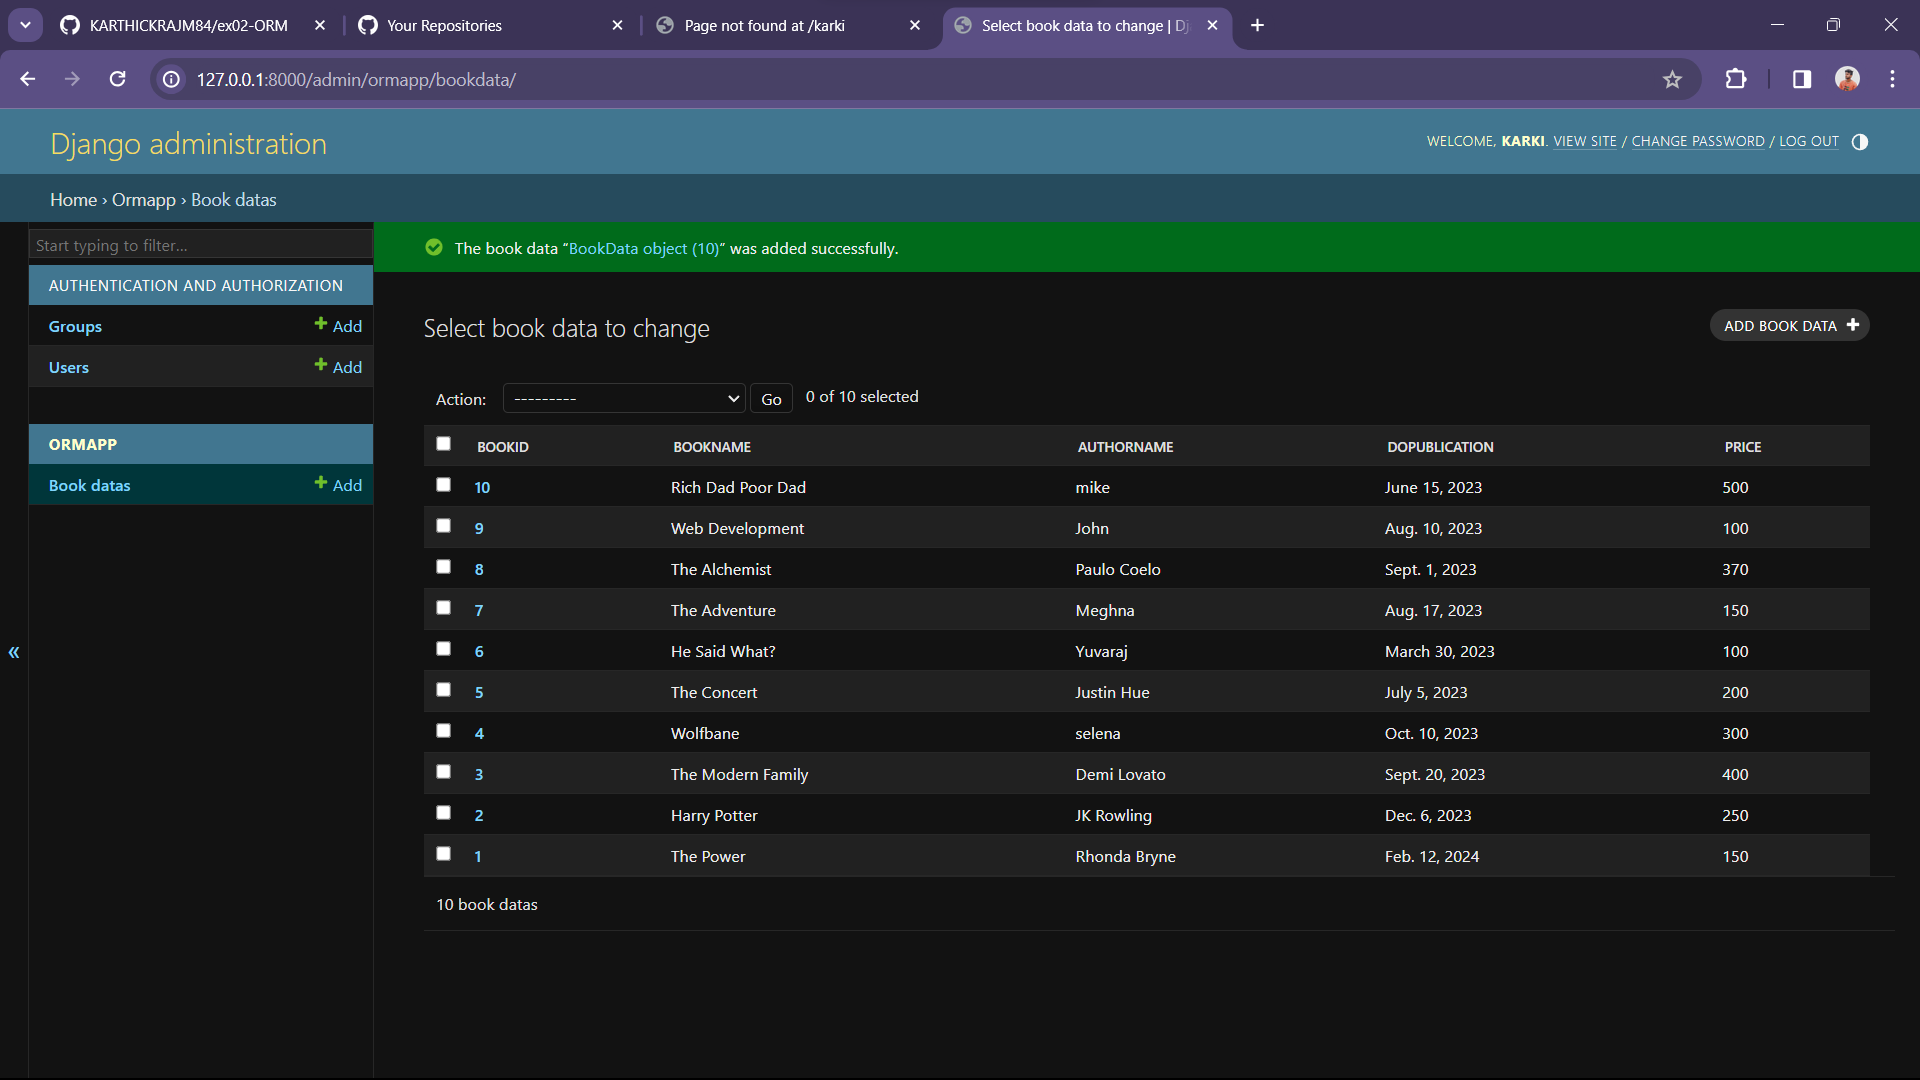 KARTHICKRAJM84/ex02-ORM
Your Repositories
Page not found at /karki
Select book data to change | Dj
127.0.0.1:8000/admin/ormapp/bookdata/
Django administration
WELCOME, KARKI. VIEW SITE / CHANGE PASSWORD / LOG OUT
Home › Ormapp › Book datas
Start typing to filter...
AUTHENTICATION AND AUTHORIZATION
Groups + Add
Users + Add
ORMAPP
Book datas + Add
«
The book data “BookData object (10)” was added successfully.
Select book data to change
ADD BOOK DATA +
Action: --------- Go 0 of 10 selected
BOOKID BOOKNAME AUTHORNAME DOPUBLICATION PRICE
10 Rich Dad Poor Dad mike June 15, 2023 500
9 Web Development John Aug. 10, 2023 100
8 The Alchemist Paulo Coelo Sept. 1, 2023 370
7 The Adventure Meghna Aug. 17, 2023 150
6 He Said What? Yuvaraj March 30, 2023 100
5 The Concert Justin Hue July 5, 2023 200
4 Wolfbane selena Oct. 10, 2023 300
3 The Modern Family Demi Lovato Sept. 20, 2023 400
2 Harry Potter JK Rowling Dec. 6, 2023 250
1 The Power Rhonda Bryne Feb. 12, 2024 150
10 book datas